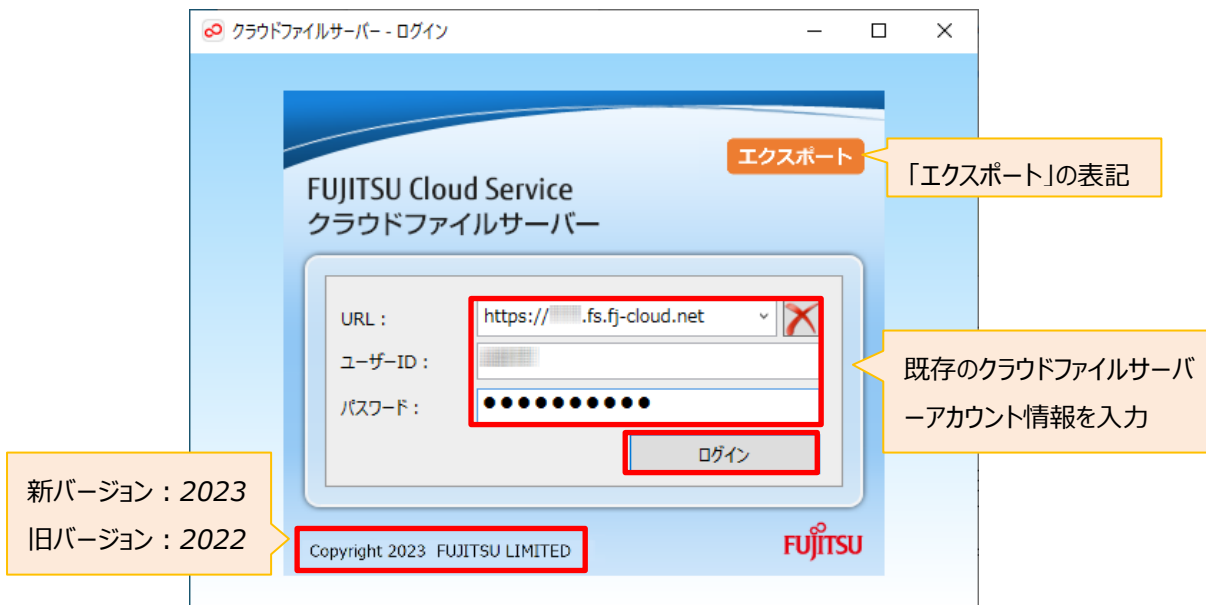 クラウドファイルサーバー - ログイン
エクスポート
「エクスポート」の表記
FUJITSU Cloud Service
クラウドファイルサーバー
URL :
https://
.fs.fj-cloud.net
ユーザーID :
パスワード :
●●●●●●●●●●
既存のクラウドファイルサーバ
ーアカウント情報を入力
ログイン
新バージョン：2023
旧バージョン：2022
Copyright 2023 FUJITSU LIMITED
FUJITSU